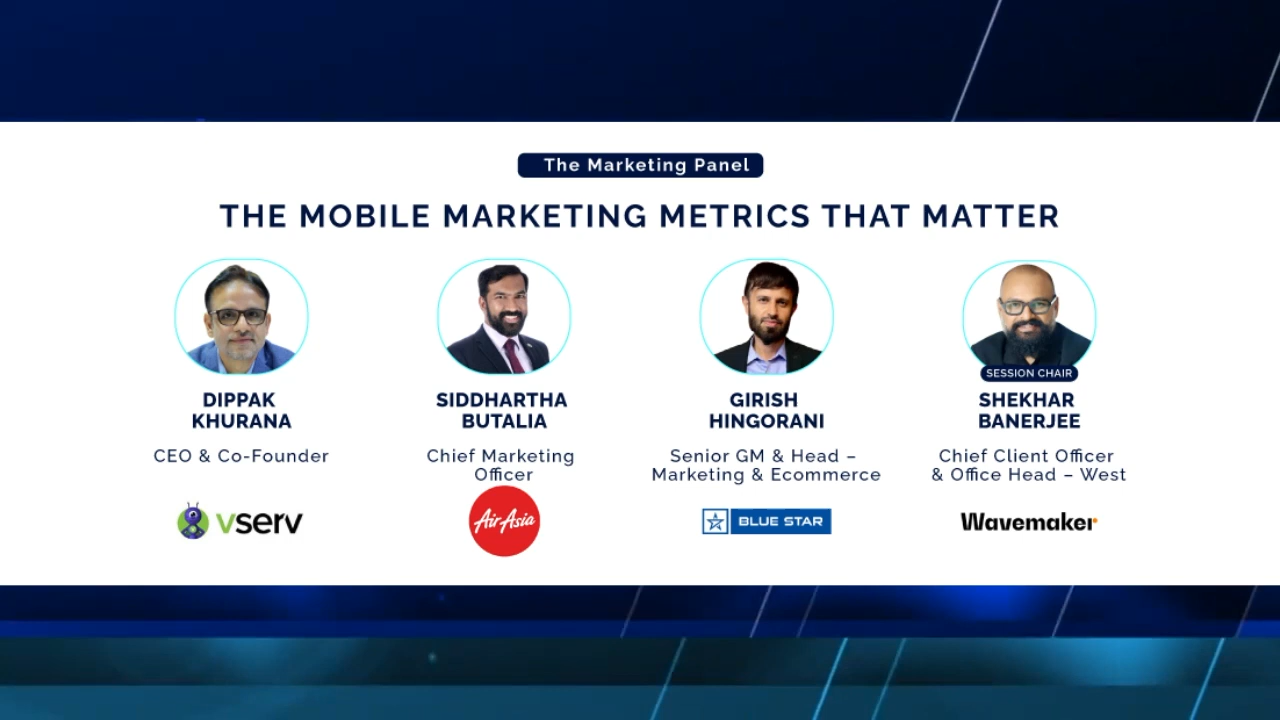 The Marketing Panel
THE MOBILE MARKETING METRICS THAT MATTER
DIPPAK
KHURANA
CEO & Co-Founder
vserv
SIDDHARTHA
BUTALIA
Chief Marketing
Officer
AirAsia
GIRISH
HINGORANI
Senior GM & Head –
Marketing & Ecommerce
BLUE STAR
SESSION CHAIR
SHEKHAR
BANERJEE
Chief Client Officer
& Office Head – West
Wavemaker